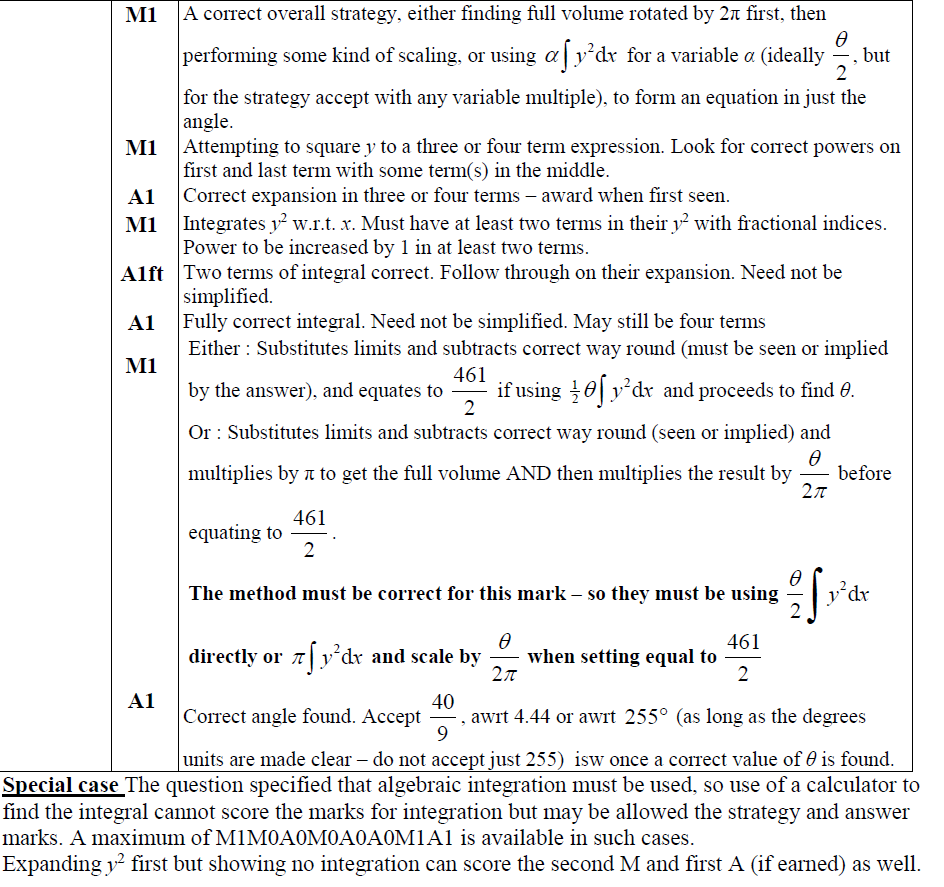 M1 A correct overall strategy, either finding full volume rotated by 2π first, then
performing some kind of scaling, or using α∫y²dx for a variable α (ideally θ/2, but
for the strategy accept with any variable multiple), to form an equation in just the
angle.
M1 Attempting to square y to a three or four term expression. Look for correct powers on
first and last term with some term(s) in the middle.
A1 Correct expansion in three or four terms – award when first seen.
M1 Integrates y² w.r.t. x. Must have at least two terms in their y² with fractional indices.
Power to be increased by 1 in at least two terms.
A1ft Two terms of integral correct. Follow through on their expansion. Need not be
simplified.
A1 Fully correct integral. Need not be simplified. May still be four terms
M1 Either : Substitutes limits and subtracts correct way round (must be seen or implied
by the answer), and equates to 461/2 if using ½θ∫y²dx and proceeds to find θ.
Or : Substitutes limits and subtracts correct way round (seen or implied) and
multiplies by π to get the full volume AND then multiplies the result by θ/2π before
equating to 461/2.
The method must be correct for this mark – so they must be using θ/2∫y²dx
directly or π∫y²dx and scale by θ/2π when setting equal to 461/2
A1 Correct angle found. Accept 40/9, awrt 4.44 or awrt 255° (as long as the degrees
units are made clear – do not accept just 255) isw once a correct value of θ is found.
Special case The question specified that algebraic integration must be used, so use of a calculator to
find the integral cannot score the marks for integration but may be allowed the strategy and answer
marks. A maximum of M1M0A0M0A0A0M1A1 is available in such cases.
Expanding y² first but showing no integration can score the second M and first A (if earned) as well.